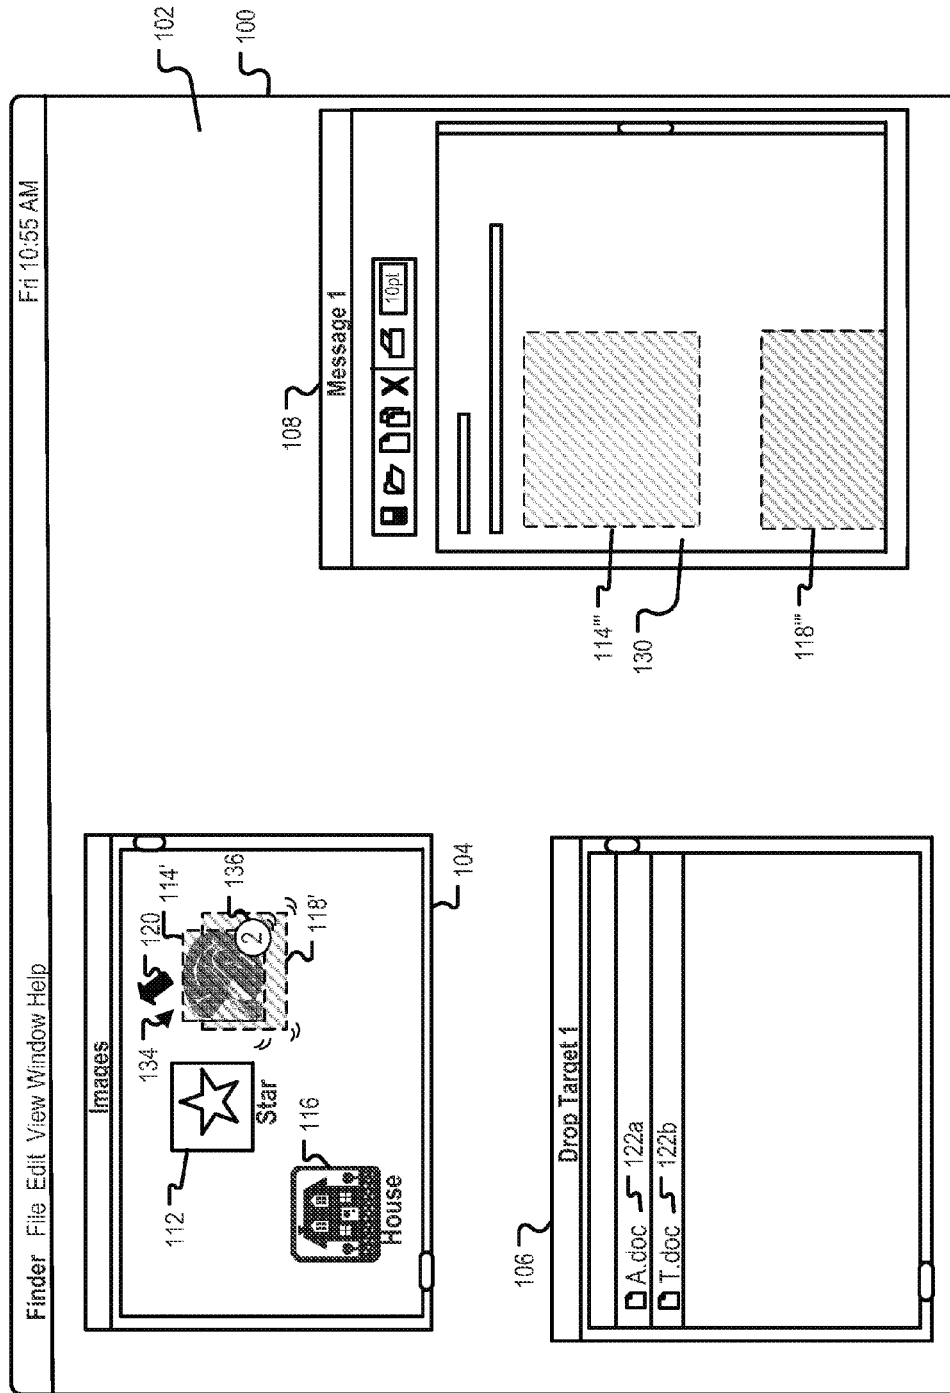 Finder File Edit View Window Help
Fri 10:55 AM
102
100
Images
134
120
114'
136
2
118'
104
112
Star
116
House
108
Message 1
10pt
114'''
130
118'''
106
Drop Target 1
A.doc 122a
T.doc 122b